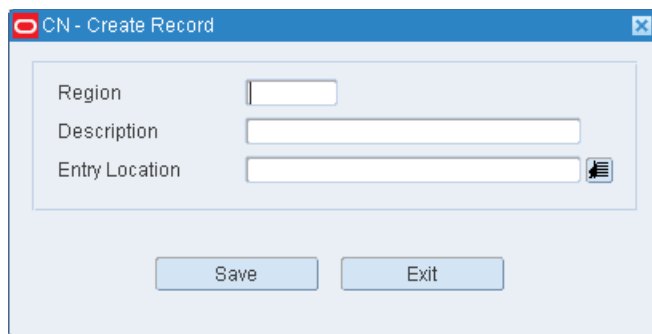 CN - Create Record
Region
Description
Entry Location
Save Exit